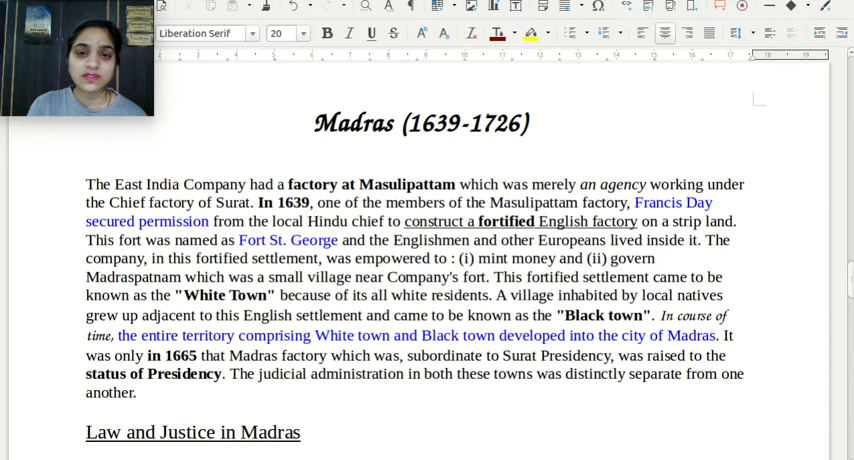 Liberation Serif
20
Madras (1639-1726)
The East India Company had a factory at Masulipattam which was merely an agency working under
the Chief factory of Surat. In 1639, one of the members of the Masulipattam factory, Francis Day
secured permission from the local Hindu chief to construct a fortified English factory on a strip land.
This fort was named as Fort St. George and the Englishmen and other Europeans lived inside it. The
company, in this fortified settlement, was empowered to : (i) mint money and (ii) govern
Madraspatnam which was a small village near Company's fort. This fortified settlement came to be
known as the "White Town" because of its all white residents. A village inhabited by local natives
grew up adjacent to this English settlement and came to be known as the "Black town". In course of
time, the entire territory comprising White town and Black town developed into the city of Madras. It
was only in 1665 that Madras factory which was, subordinate to Surat Presidency, was raised to the
status of Presidency. The judicial administration in both these towns was distinctly separate from one
another.
Law and Justice in Madras